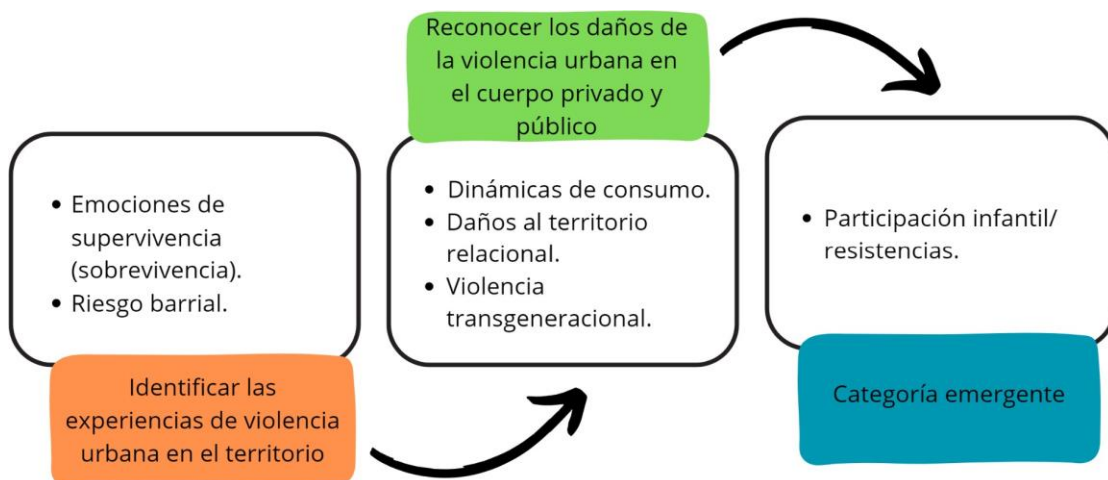 • Emociones de
supervivencia
(sobrevivencia).
• Riesgo barrial.
Identificar las
experiencias de violencia
urbana en el territorio
Reconocer los daños de
la violencia urbana en
el cuerpo privado y
público
• Dinámicas de consumo.
• Daños al territorio
relacional.
• Violencia
transgeneracional.
• Participación infantil/
resistencias.
Categoría emergente